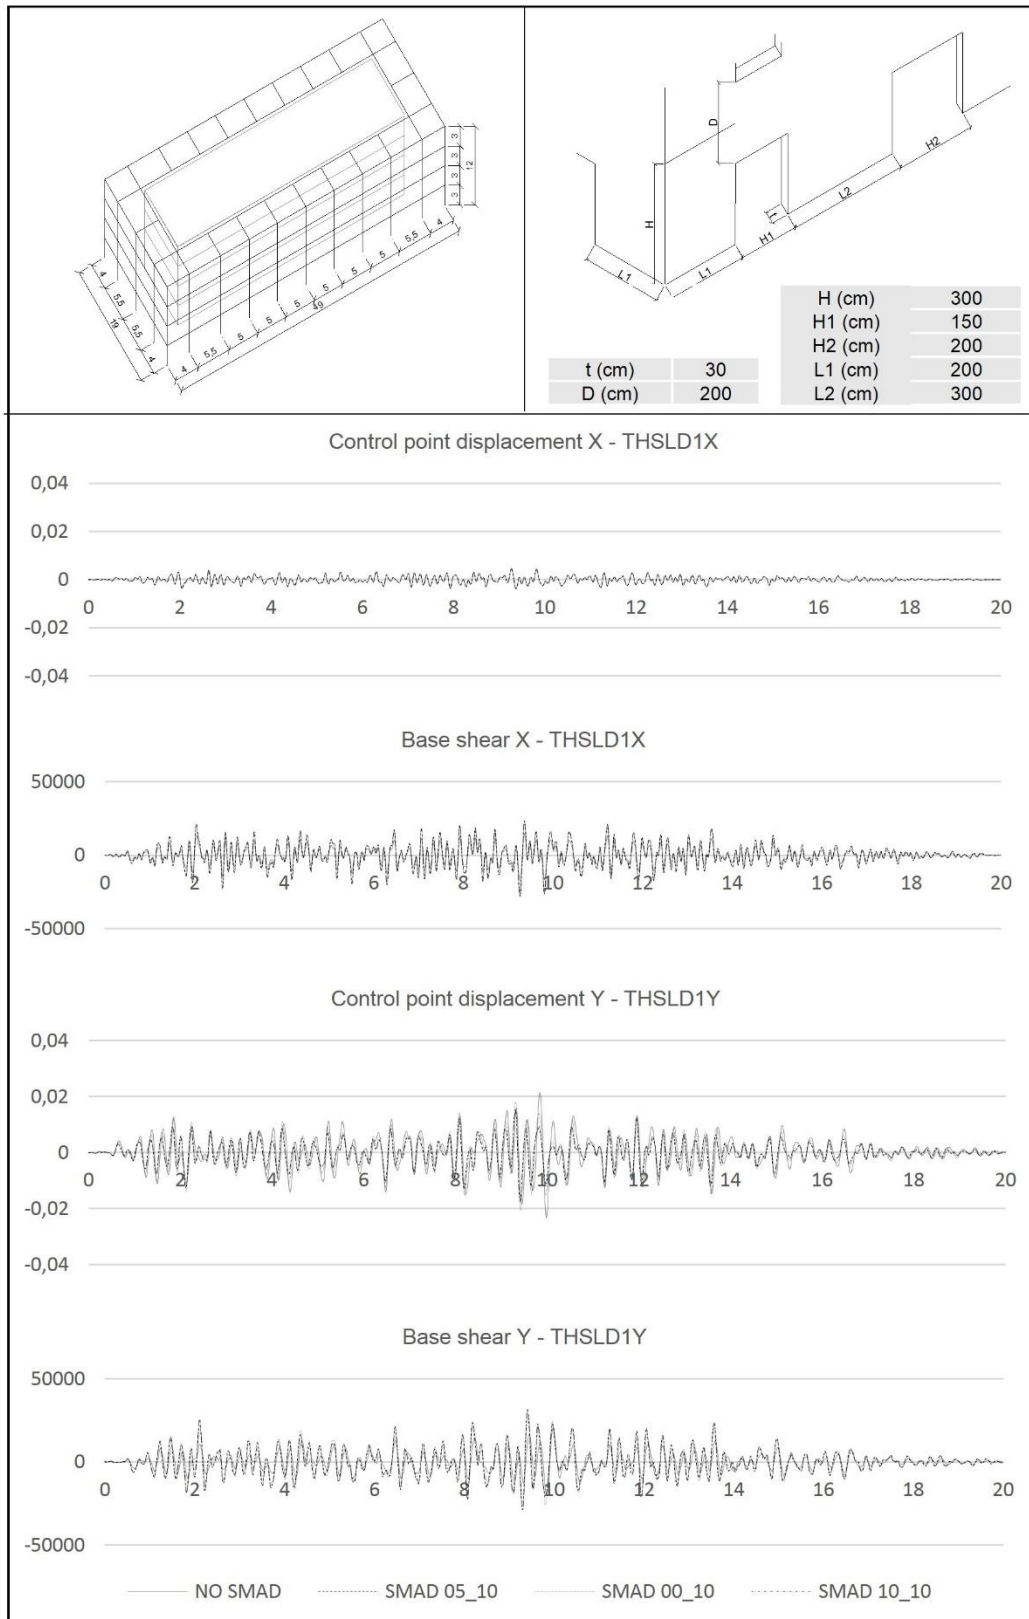 3
3
3
3
12
4
5,5
5,5
4
19
4
5,5
5
5
5
5
5
5,5
4
49
D
H
L1
L1
H1
t
L2
H2
t (cm) 30
D (cm) 200
H (cm) 300
H1 (cm) 150
H2 (cm) 200
L1 (cm) 200
L2 (cm) 300
Control point displacement X - THSLD1X
0,04
0,02
0
0 2 4 6 8 10 12 14 16 18 20
-0,02
-0,04
Base shear X - THSLD1X
50000
0
0 2 4 6 8 10 12 14 16 18 20
-50000
Control point displacement Y - THSLD1Y
0,04
0,02
0
0 2 4 6 8 10 12 14 16 18 20
-0,02
-0,04
Base shear Y - THSLD1Y
50000
0
0 2 4 6 8 10 12 14 16 18 20
-50000
NO SMAD SMAD 05_10 SMAD 00_10 SMAD 10_10